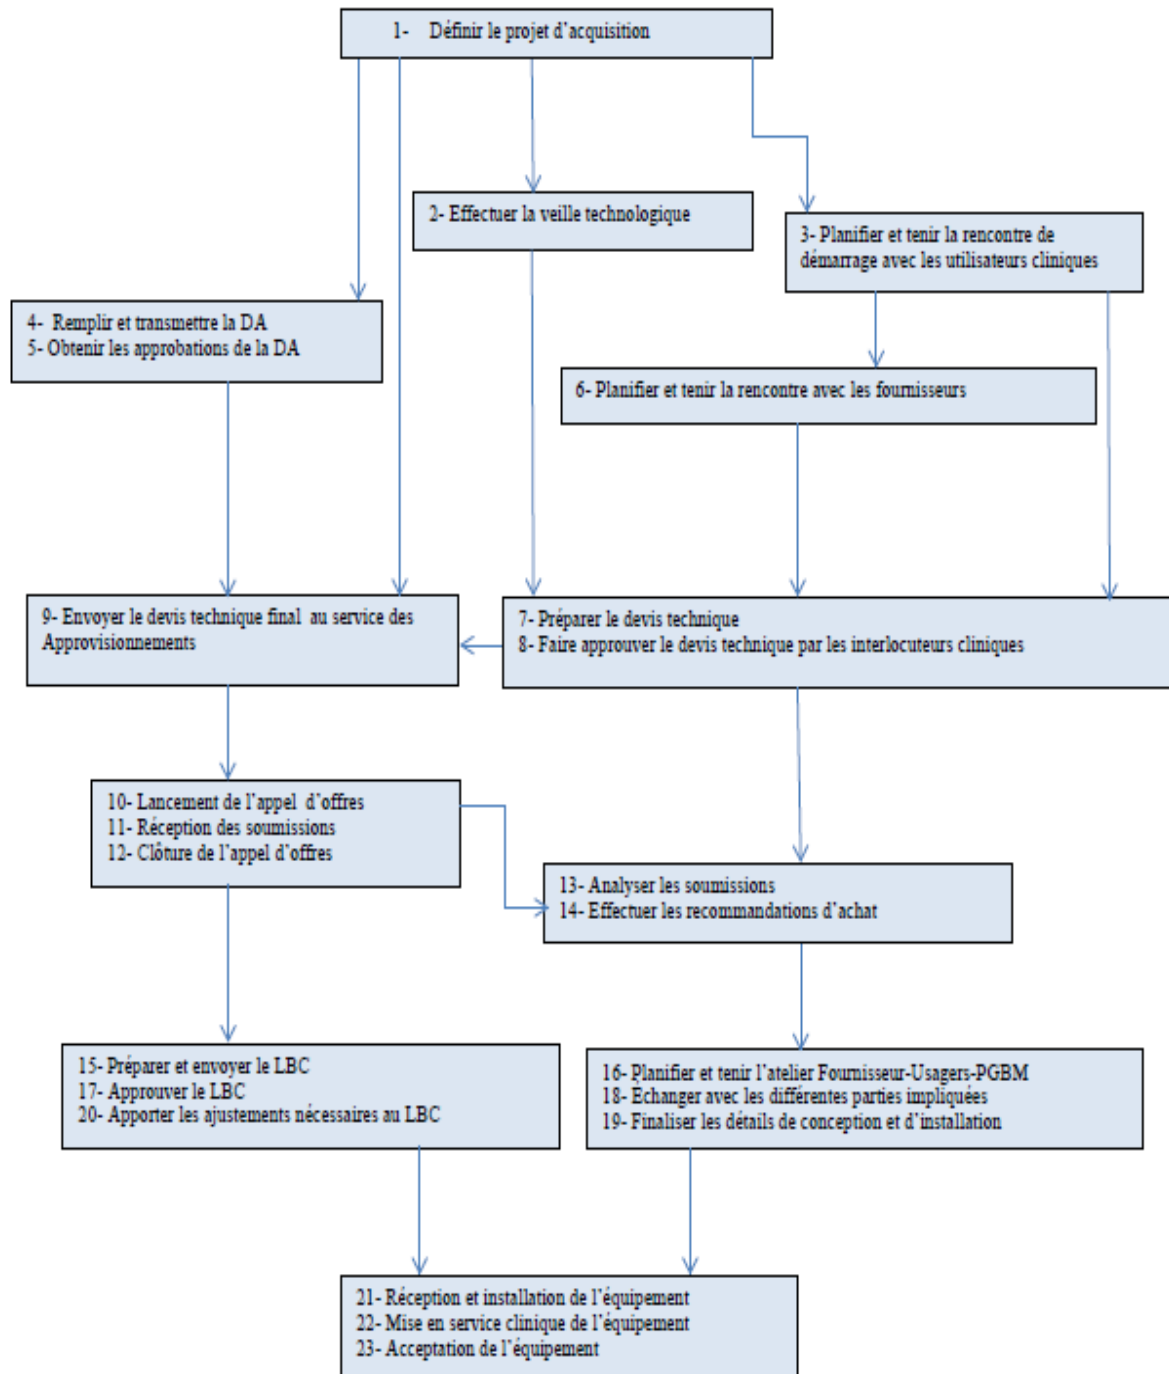 1- Définir le projet d’acquisition
2- Effectuer la veille technologique
3- Planifier et tenir la rencontre de
démarrage avec les utilisateurs cliniques
4- Remplir et transmettre la DA
5- Obtenir les approbations de la DA
6- Planifier et tenir la rencontre avec les fournisseurs
9- Envoyer le devis technique final au service des
Approvisionnements
7- Préparer le devis technique
8- Faire approuver le devis technique par les interlocuteurs cliniques
10- Lancement de l’appel d’offres
11- Réception des soumissions
12- Clôture de l’appel d’offres
13- Analyser les soumissions
14- Effectuer les recommandations d’achat
15- Préparer et envoyer le LBC
17- Approuver le LBC
20- Apporter les ajustements nécessaires au LBC
16- Planifier et tenir l’atelier Fournisseur-Usagers-PGBM
18- Échanger avec les différentes parties impliquées
19- Finaliser les détails de conception et d’installation
21- Réception et installation de l’équipement
22- Mise en service clinique de l’équipement
23- Acceptation de l’équipement